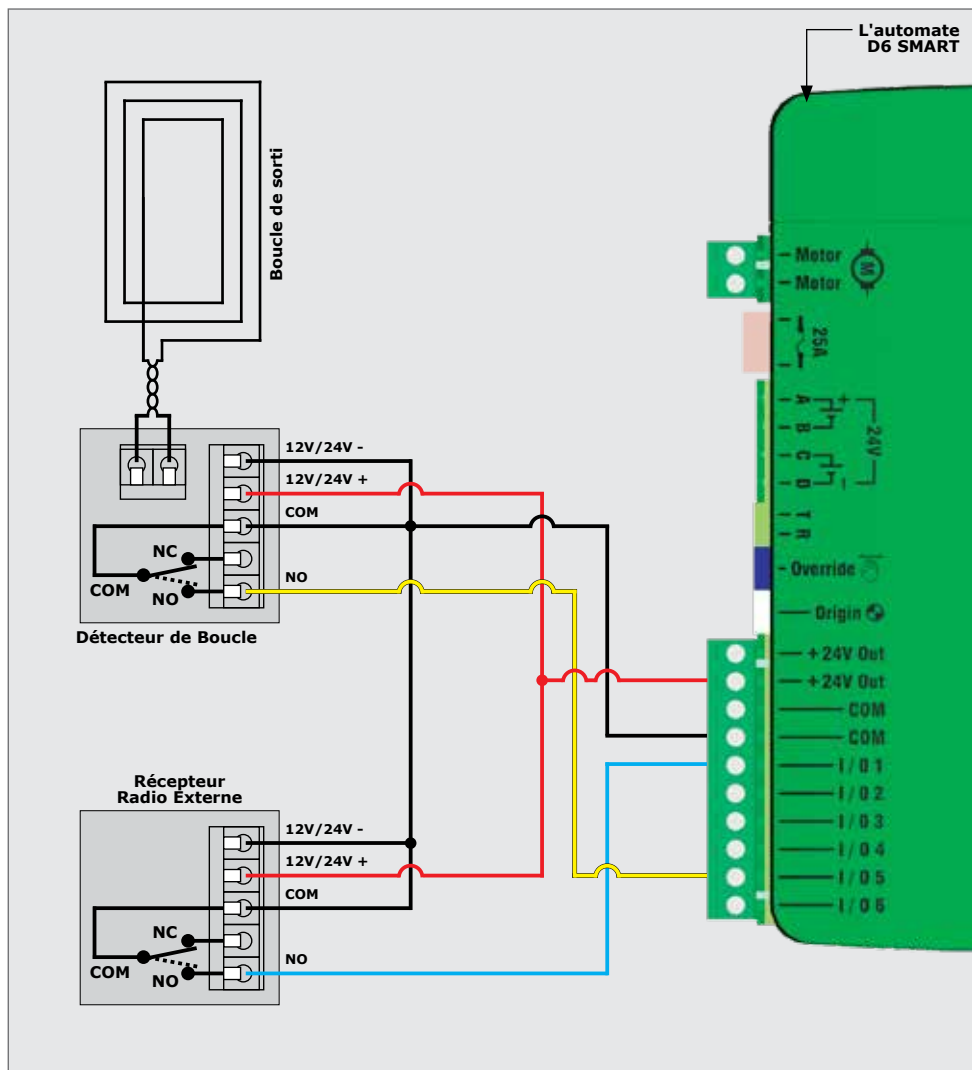 L'automate
D6 SMART
Boucle de sorti
12V/24V -
12V/24V +
COM
NC
COM
NO
NO
Détecteur de Boucle
Récepteur
Radio Externe
12V/24V -
12V/24V +
COM
NC
COM
NO
NO
Motor
Motor
M
25A
A +
B
C
D -
24V
T
R
Override
Origin
+24V Out
+24V Out
COM
COM
I/O 1
I/O 2
I/O 3
I/O 4
I/O 5
I/O 6